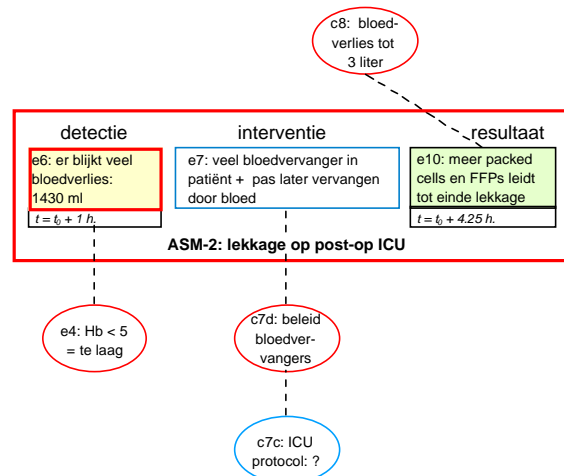 c8: bloed-
verlies tot
3 liter
detectie
interventie
resultaat
e6: er blijkt veel
bloedverlies:
1430 ml
t = t0 + 1 h.
e7: veel bloedvervanger in
patiënt + pas later vervangen
door bloed
e10: meer packed
cells en FFPs leidt
tot einde lekkage
t = t0 + 4.25 h.
ASM-2: lekkage op post-op ICU
e4: Hb < 5
= te laag
c7d: beleid
bloedver-
vangers
c7c: ICU
protocol: ?